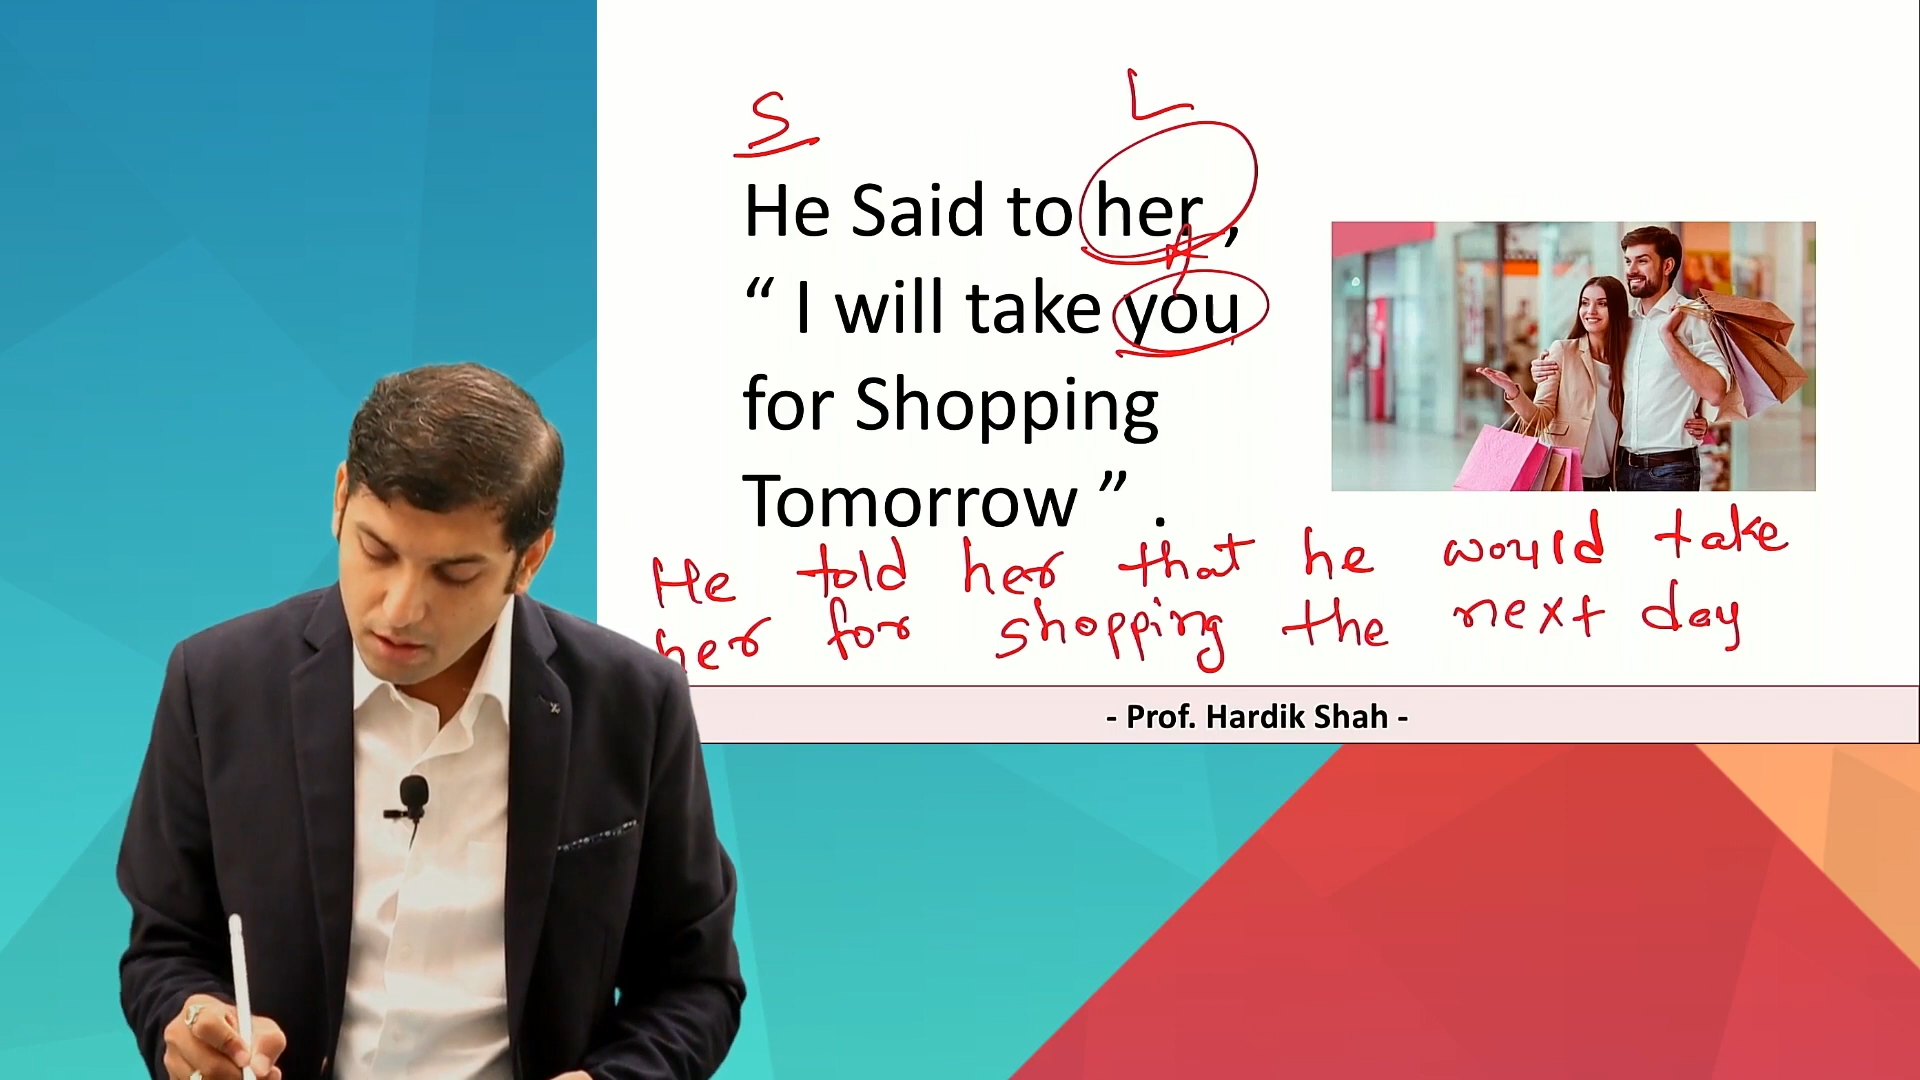 S L
He Said to her ,
“ I will take you
for Shopping
Tomorrow ” .
He told her that he would take
her for shopping the next day
- Prof. Hardik Shah -